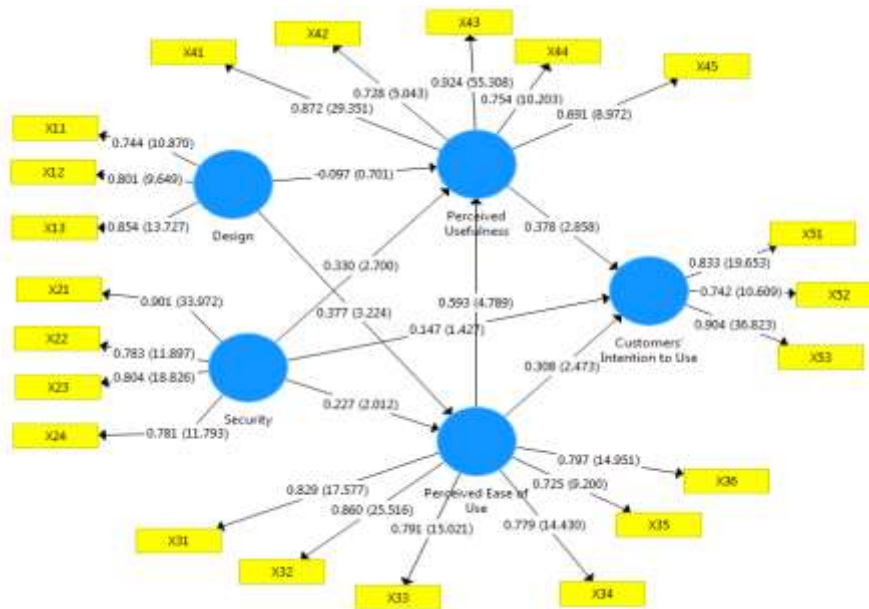 X43
X42
X44
X41
X45
0.924 (55.308)
0.728 (5.043)
0.754 (10.203)
0.872 (29.351)
0.691 (8.972)
X11
0.744 (10.870)
X12
0.801 (9.649)
-0.097 (0.701)
X13
0.854 (13.727)
Design
Perceived
Usefulness
0.378 (2.858)
X51
0.833 (19.653)
0.330 (2.700)
X21
0.901 (33.972)
0.377 (3.224)
0.593 (4.789)
0.742 (10.609)
X52
X22
0.783 (11.897)
0.147 (1.427)
0.904 (36.823)
Customers'
Intention to Use
X53
X23
0.804 (18.826)
0.308 (2.473)
X24
0.781 (11.793)
Security
0.227 (2.012)
0.797 (14.951)
X36
0.829 (17.577)
Perceived Ease of
Use
0.725 (9.200)
0.860 (25.516)
X35
0.791 (15.021)
0.779 (14.430)
X31
X32
X33
X34